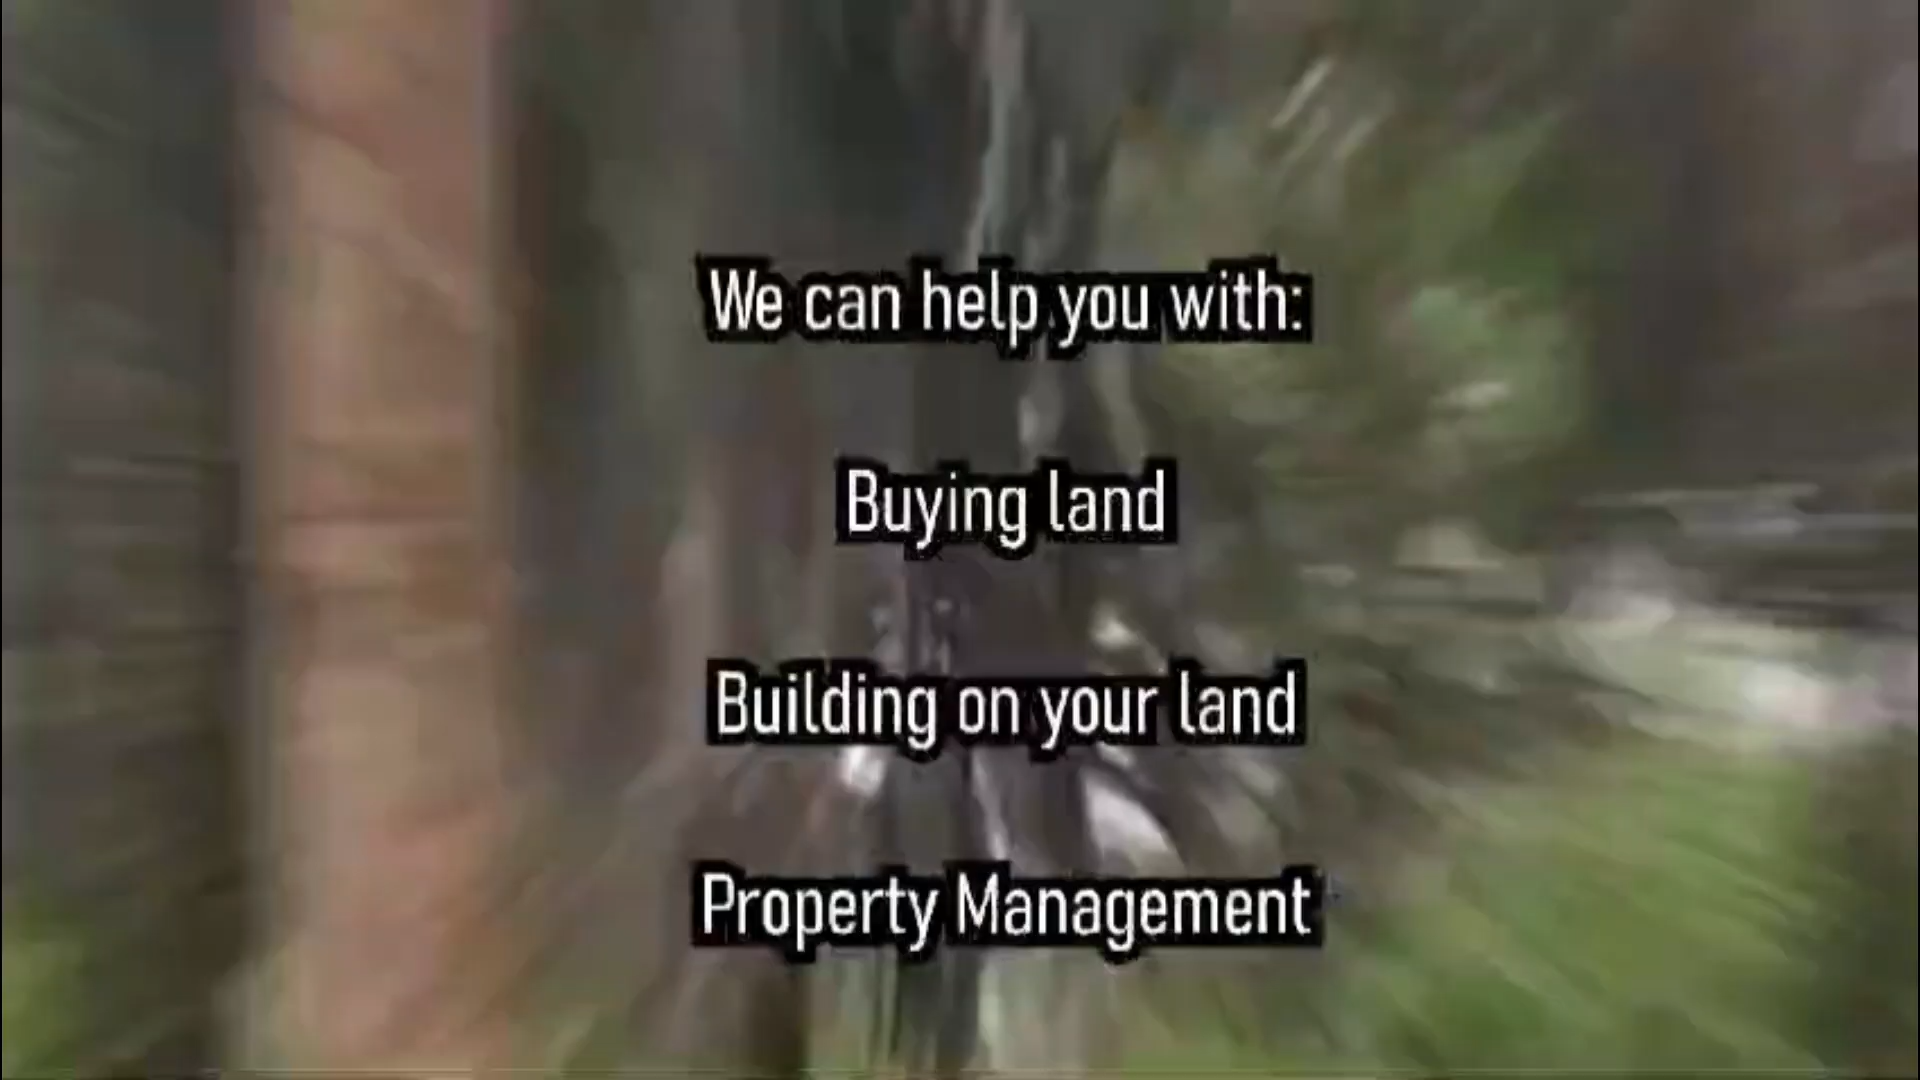 We can help you with:
Buying land
Building on your land
Property Management